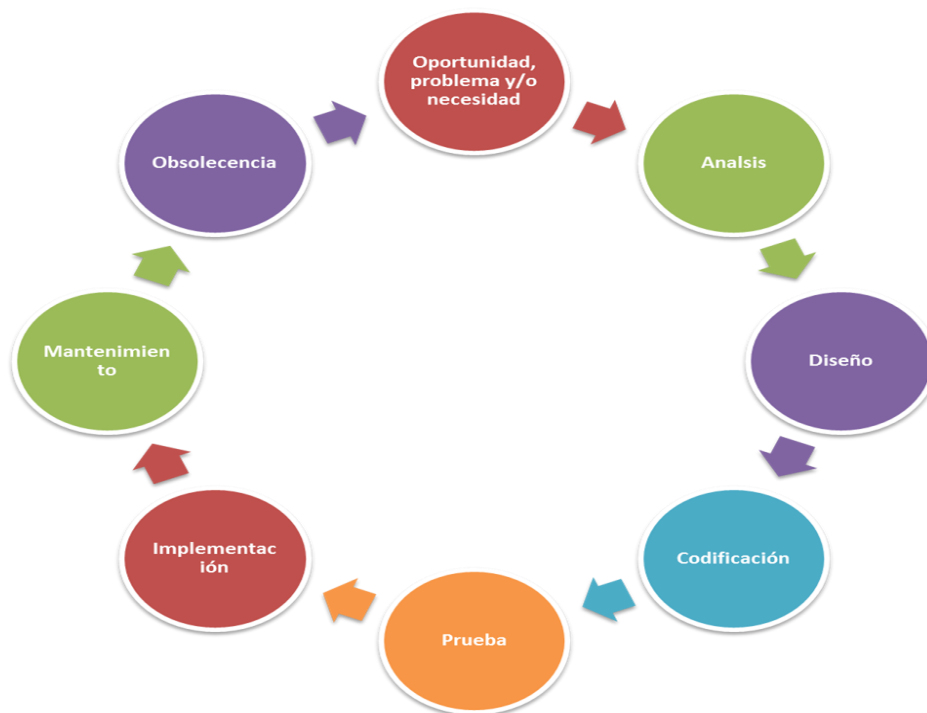 Oportunidad,
problema y/o
necesidad
Analsis
Diseño
Codificación
Prueba
Implementac
ión
Mantenimien
to
Obsolecencia